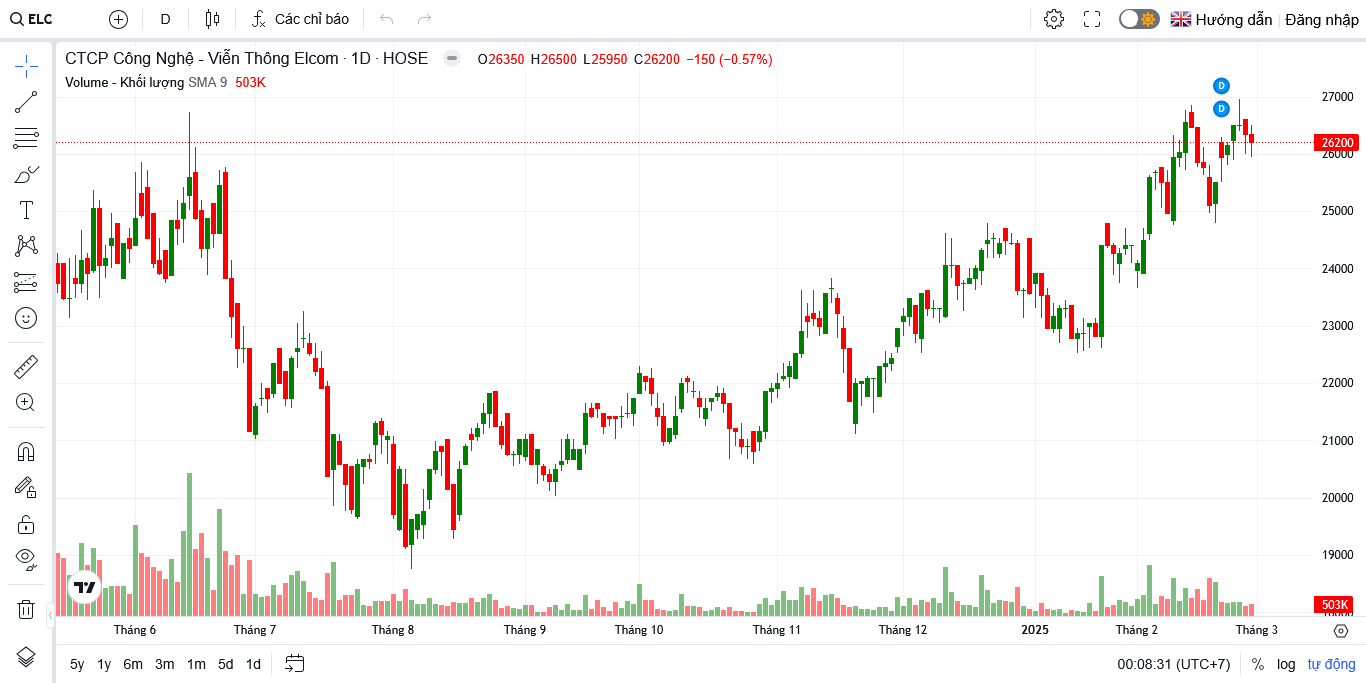 ELC D Các chỉ báo Hướng dẫn Đăng nhập
CTCP Công Nghệ - Viễn Thông Elcom · 1D · HOSE O26350 H26500 L25950 C26200 −150 (−0.57%)
Volume - Khối lượng SMA 9 503K
D
D
27000
26200
26000
25000
24000
23000
22000
21000
20000
19000
503K
Tháng 6 Tháng 7 Tháng 8 Tháng 9 Tháng 10 Tháng 11 Tháng 12 2025 Tháng 2 Tháng 3
5y 1y 6m 3m 1m 5d 1d 00:08:31 (UTC+7) % log tự động